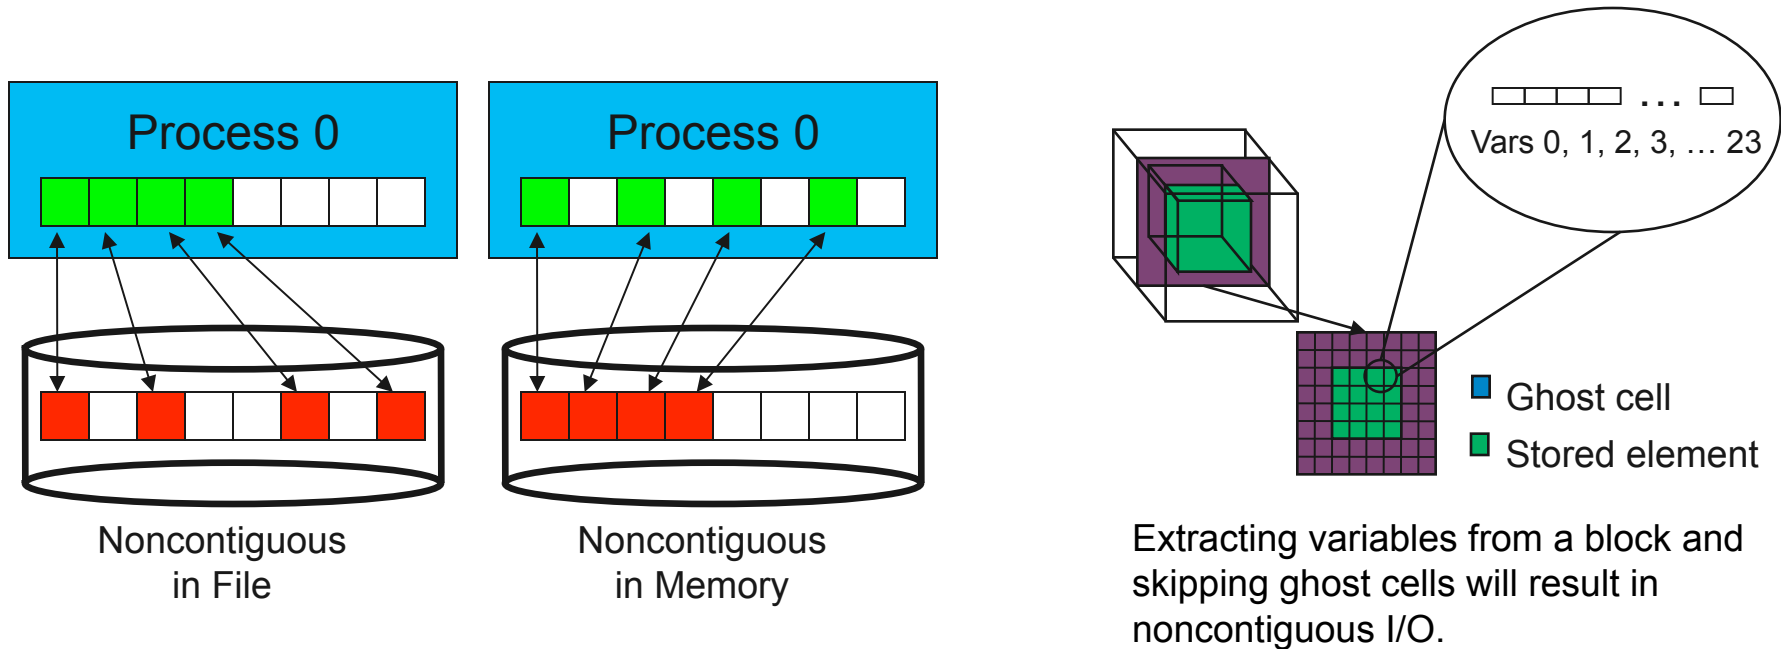 Process 0
Noncontiguous
in File
Process 0
Noncontiguous
in Memory
...
Vars 0, 1, 2, 3, … 23
Ghost cell
Stored element
Extracting variables from a block and
skipping ghost cells will result in
noncontiguous I/O.